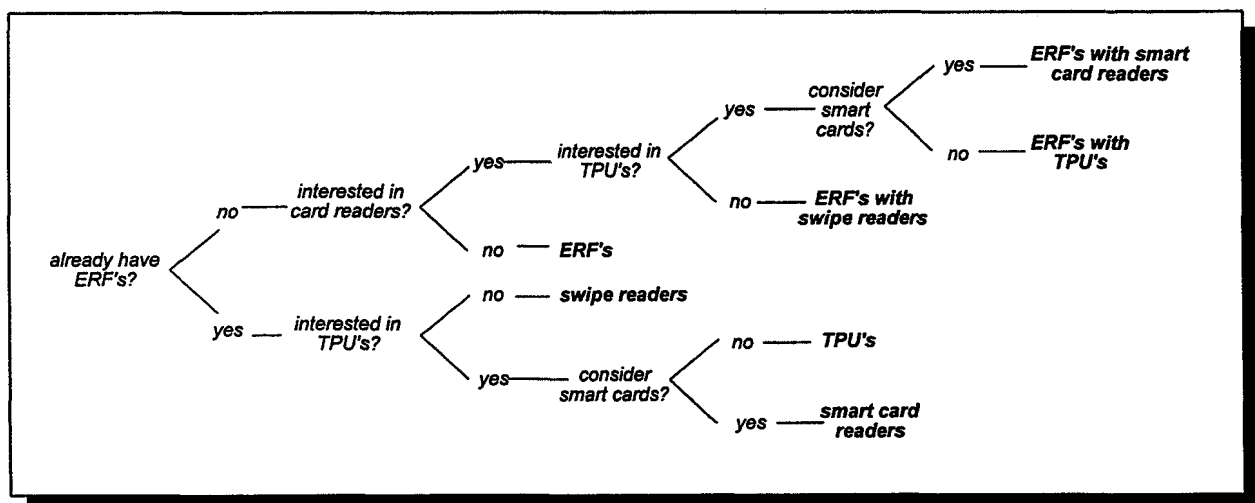 yes
ERF's with smart
card readers
consider
smart
cards?
yes
no
ERF's with
TPU's
yes
interested in
TPU's?
no
ERF's with
swipe readers
no
interested in
card readers?
no
ERF's
already have
ERF's?
no
swipe readers
yes
interested in
TPU's?
no
TPU's
yes
consider
smart cards?
yes
smart card
readers